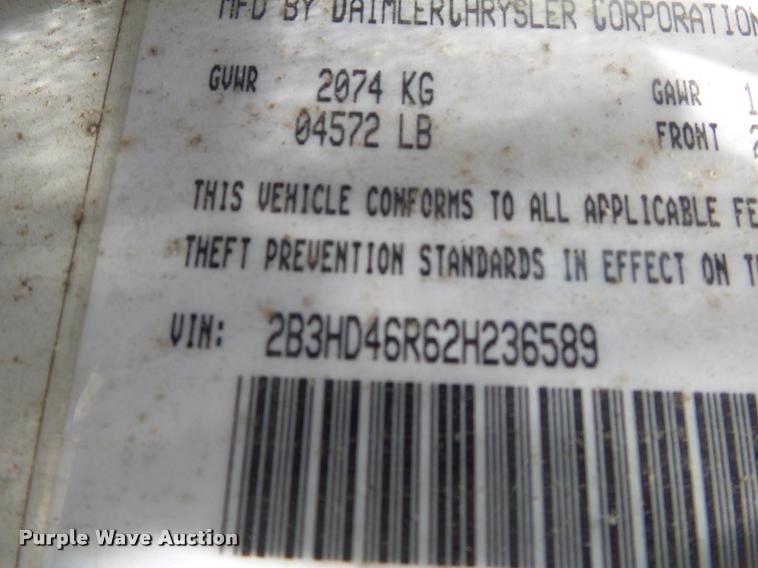 MFD BY DAIMLERCHRYSLER CORPORATION
GVWR 2074 KG GAWR
04572 LB FRONT
THIS VEHICLE CONFORMS TO ALL APPLICABLE FE
THEFT PREVENTION STANDARDS IN EFFECT ON T
VIN: 2B3HD46R62H236589
Purple Wave Auction